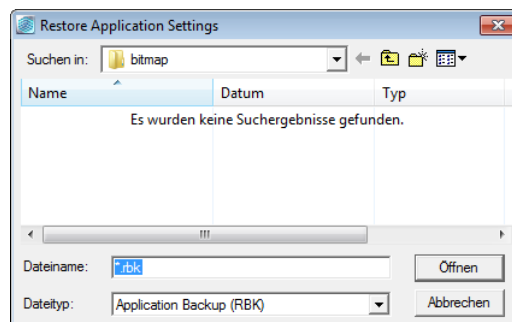 Restore Application Settings
Suchen in: bitmap
Name Datum Typ
Es wurden keine Suchergebnisse gefunden.
Dateiname: *.rbk Öffnen
Dateityp: Application Backup (RBK) Abbrechen